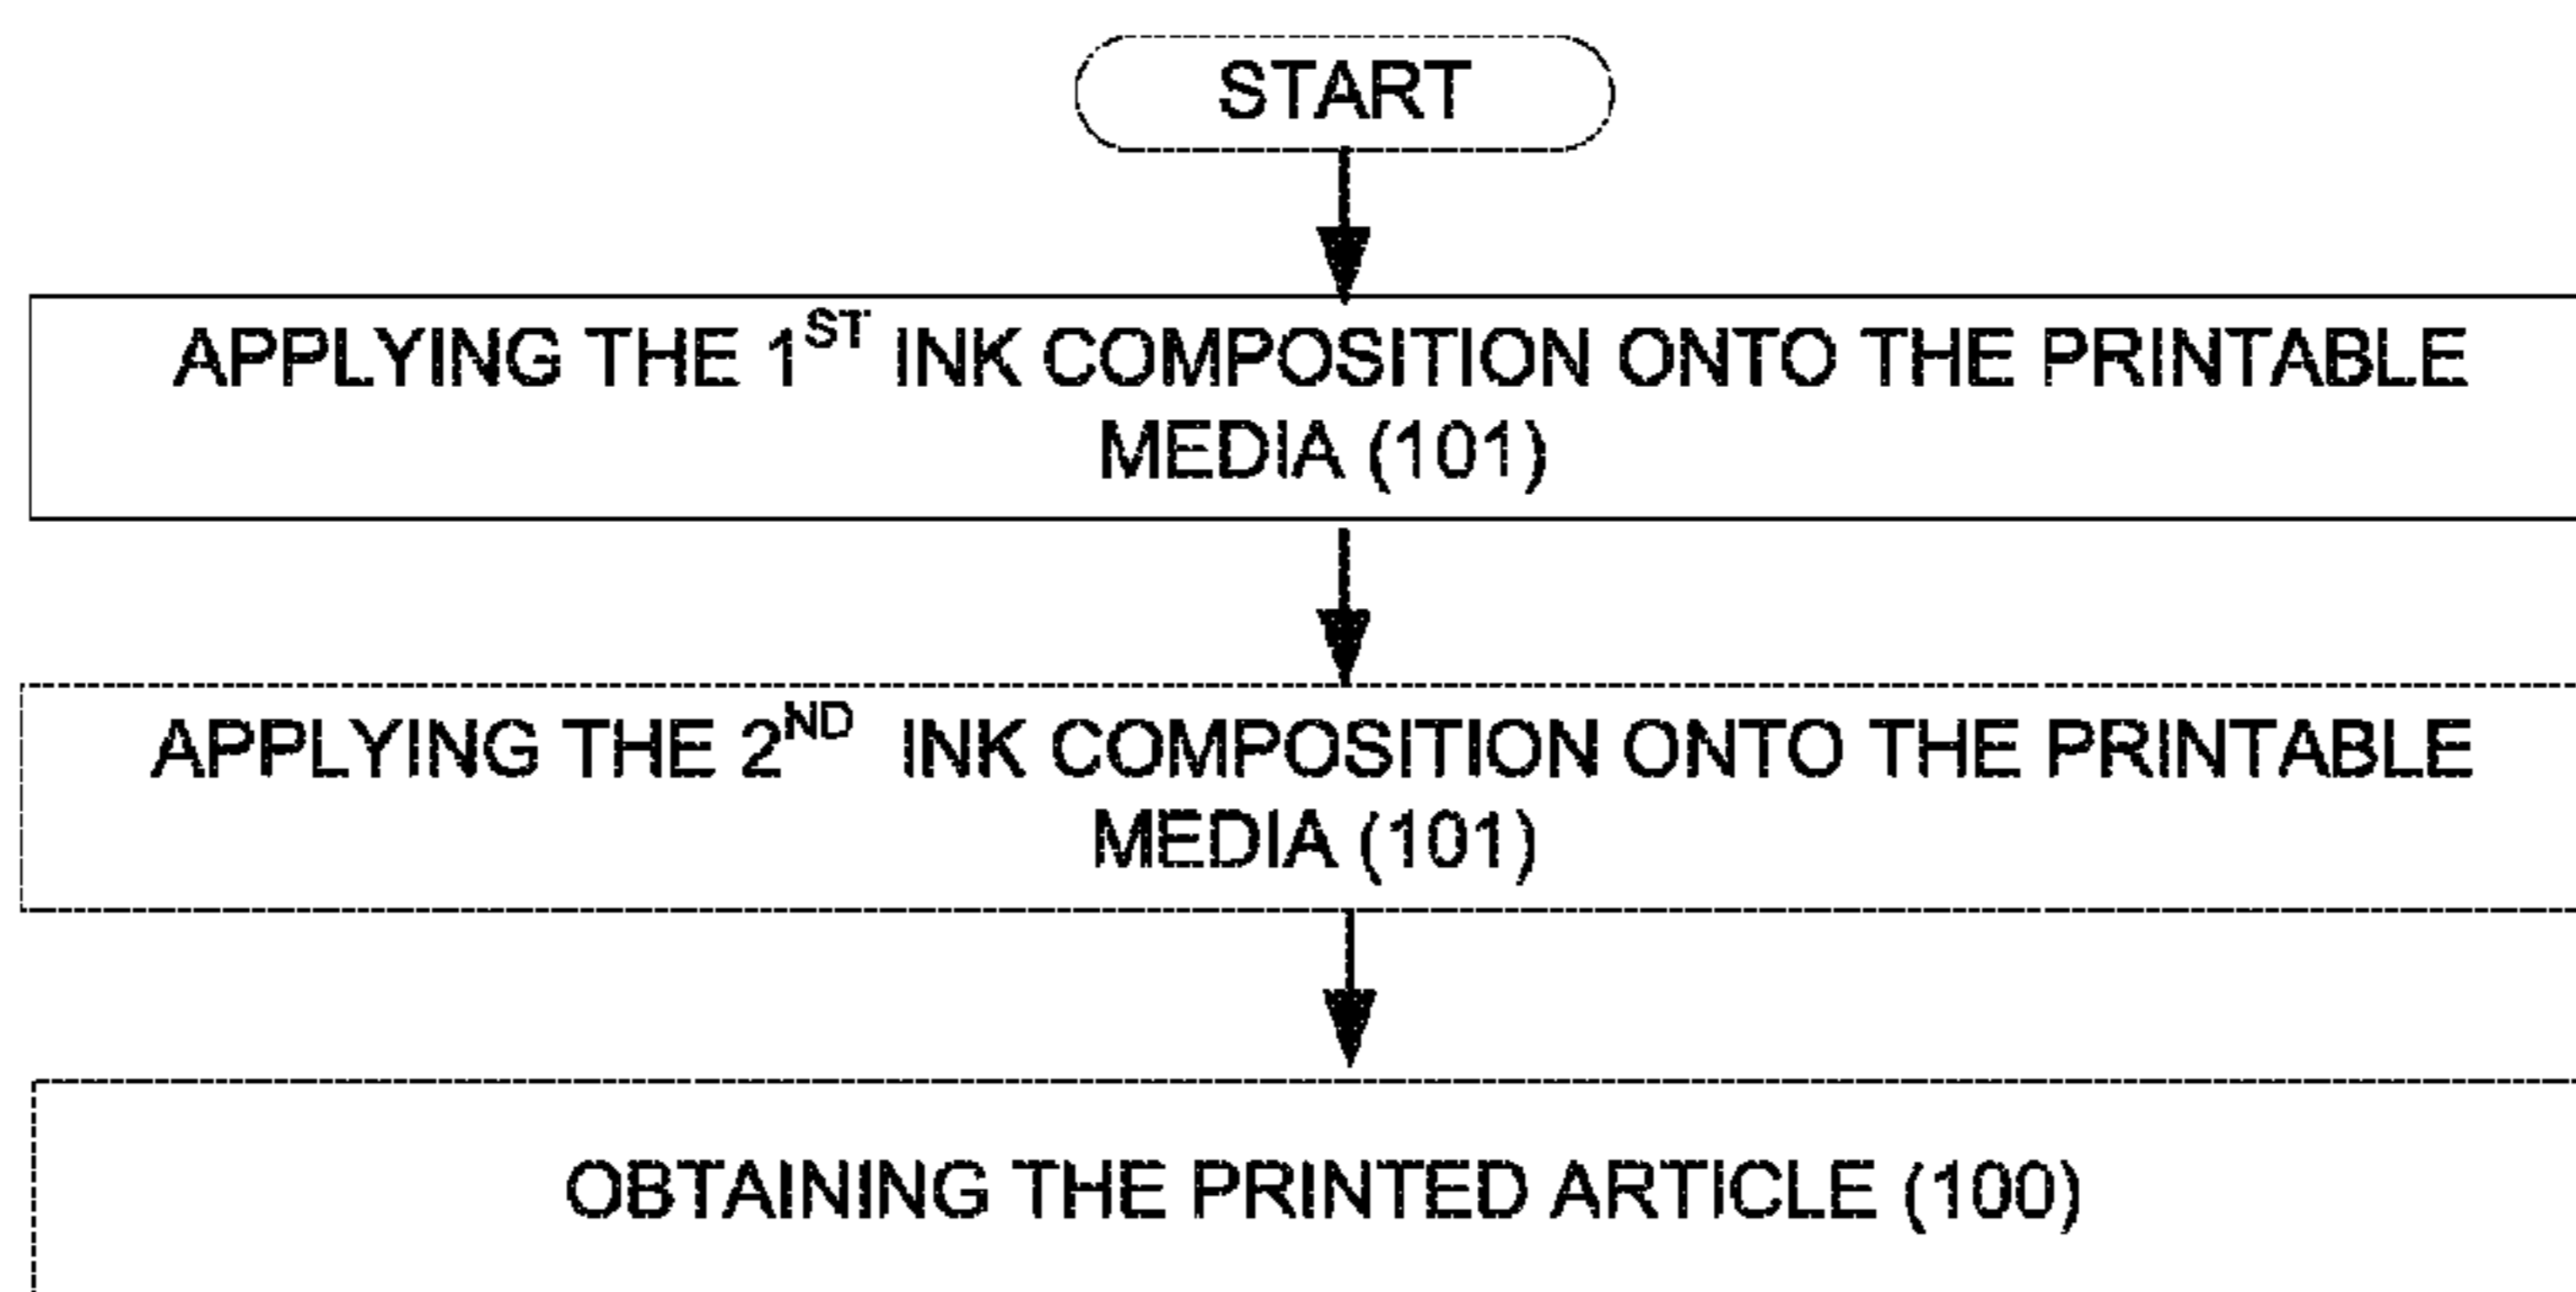 START
APPLYING THE 1ST INK COMPOSITION ONTO THE PRINTABLE
MEDIA (101)
APPLYING THE 2ND INK COMPOSITION ONTO THE PRINTABLE
MEDIA (101)
OBTAINING THE PRINTED ARTICLE (100)